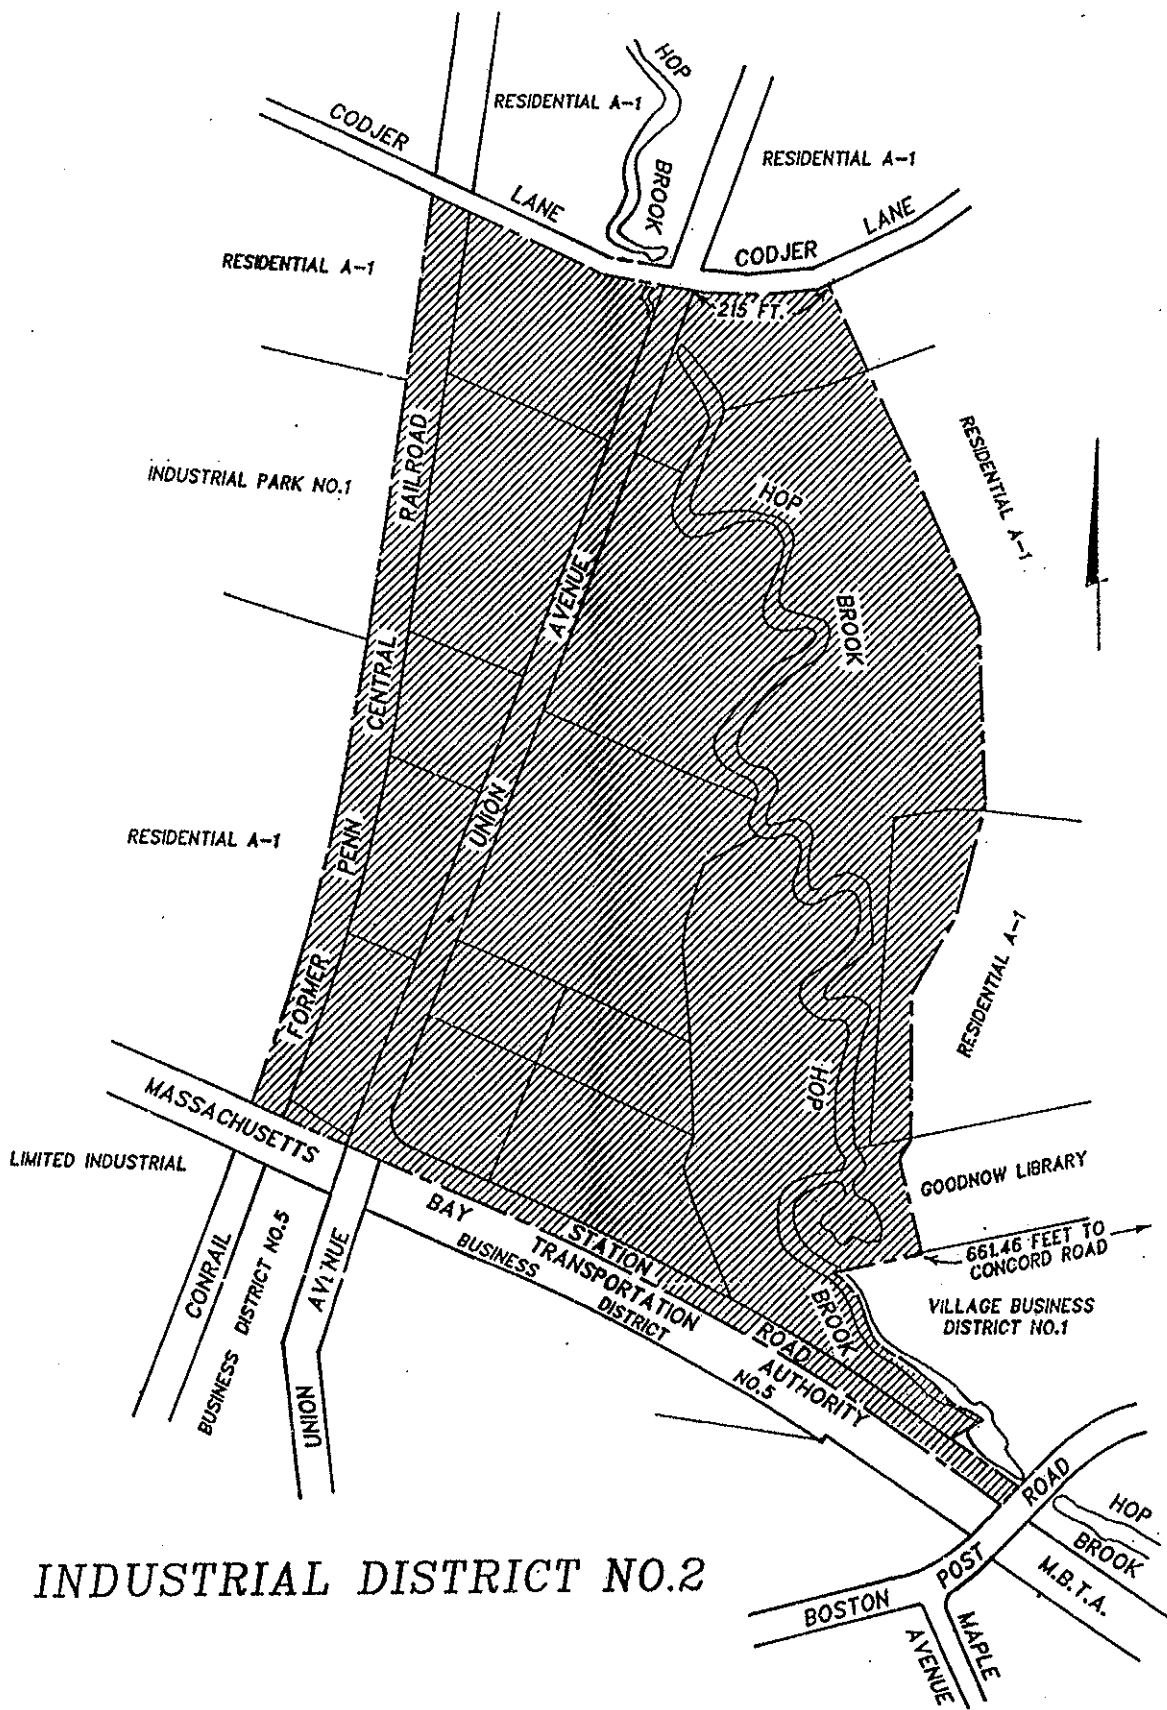 HOP
RESIDENTIAL A-1
CODJER
RESIDENTIAL A-1
BROOK
LANE
LANE
CODJER
RESIDENTIAL A-1
215 FT.
RAILROAD
RESIDENTIAL A-1
INDUSTRIAL PARK NO.1
HOP
AVENUE
BROOK
CENTRAL
UNION
RESIDENTIAL A-1
PENN
RESIDENTIAL A-1
FORMER
HOP
MASSACHUSETTS
LIMITED INDUSTRIAL
GOODNOW LIBRARY
BAY
STATION
BUSINESS
TRANSPORTATION
661.46 FEET TO
CONCORD ROAD
CONRAIL
BUSINESS DISTRICT NO.5
AVENUE
DISTRICT
BROOK
VILLAGE BUSINESS
DISTRICT NO.1
ROAD
AUTHORITY
NO.5
UNION
ROAD
HOP
BROOK
POST
M.B.T.A.
INDUSTRIAL DISTRICT NO.2
BOSTON
MAPLE
AVENUE